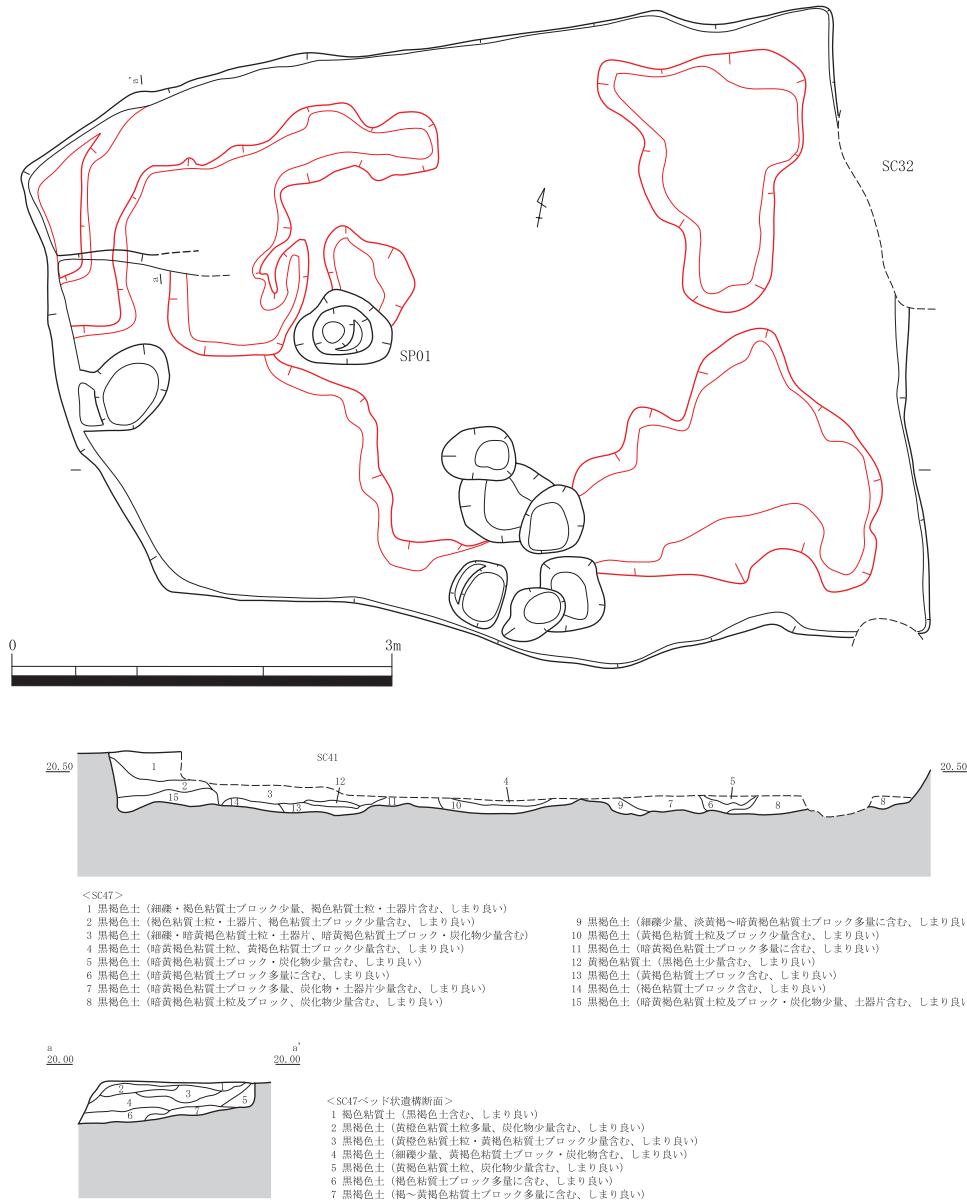 a'
SC32
a
SP01
0 3m
SC41
20.50 20.50
1 12 4 5
2 3
15 14 13 11 10 9 7 6 8 8
<SC47>
1 黒褐色土（細礫・褐色粘質土ブロック少量、褐色粘質土粒・土器片含む、しまり良い）
2 黒褐色土（褐色粘質土粒・土器片、褐色粘質土ブロック少量含む、しまり良い）
3 黒褐色土（細礫・暗黄褐色粘質土粒・土器片、暗黄褐色粘質土ブロック・炭化物少量含む）
4 黒褐色土（暗黄褐色粘質土粒、黄褐色粘質土ブロック少量含む、しまり良い）
5 黒褐色土（暗黄褐色粘質土ブロック・炭化物少量含む、しまり良い）
6 黒褐色土（暗黄褐色粘質土ブロック多量に含む、しまり良い）
7 黒褐色土（暗黄褐色粘質土ブロック多量、炭化物・土器片少量含む、しまり良い）
8 黒褐色土（暗黄褐色粘質土粒及ブロック、炭化物少量含む、しまり良い）
9 黒褐色土（細礫少量、淡黄褐～暗黄褐色粘質土ブロック多量に含む、しまり良い
10 黒褐色土（黄褐色粘質土粒及ブロック少量含む、しまり良い）
11 黒褐色土（暗黄褐色粘質土ブロック多量に含む、しまり良い）
12 黄褐色粘質土（黒褐色土少量含む、しまり良い）
13 黒褐色土（黄褐色粘質土ブロック含む、しまり良い）
14 黒褐色土（褐色粘質土ブロック含む、しまり良い）
15 黒褐色土（暗黄褐色粘質土粒及ブロック・炭化物少量、土器片含む、しまり良い
a a'
20.00 20.00
2 3 1
4 5
6 7
<SC47ベッド状遺構断面>
1 褐色粘質土（黒褐色土含む、しまり良い）
2 黒褐色土（黄橙色粘質土粒多量、炭化物少量含む、しまり良い）
3 黒褐色土（黄橙色粘質土粒・黄褐色粘質土ブロック少量含む、しまり良い）
4 黒褐色土（細礫少量、黄褐色粘質土ブロック・炭化物含む、しまり良い）
5 黒褐色土（黄褐色粘質土粒、炭化物少量含む、しまり良い）
6 黒褐色土（褐色粘質土ブロック多量に含む、しまり良い）
7 黒褐色土（褐～黄褐色粘質土ブロック多量に含む、しまり良い）